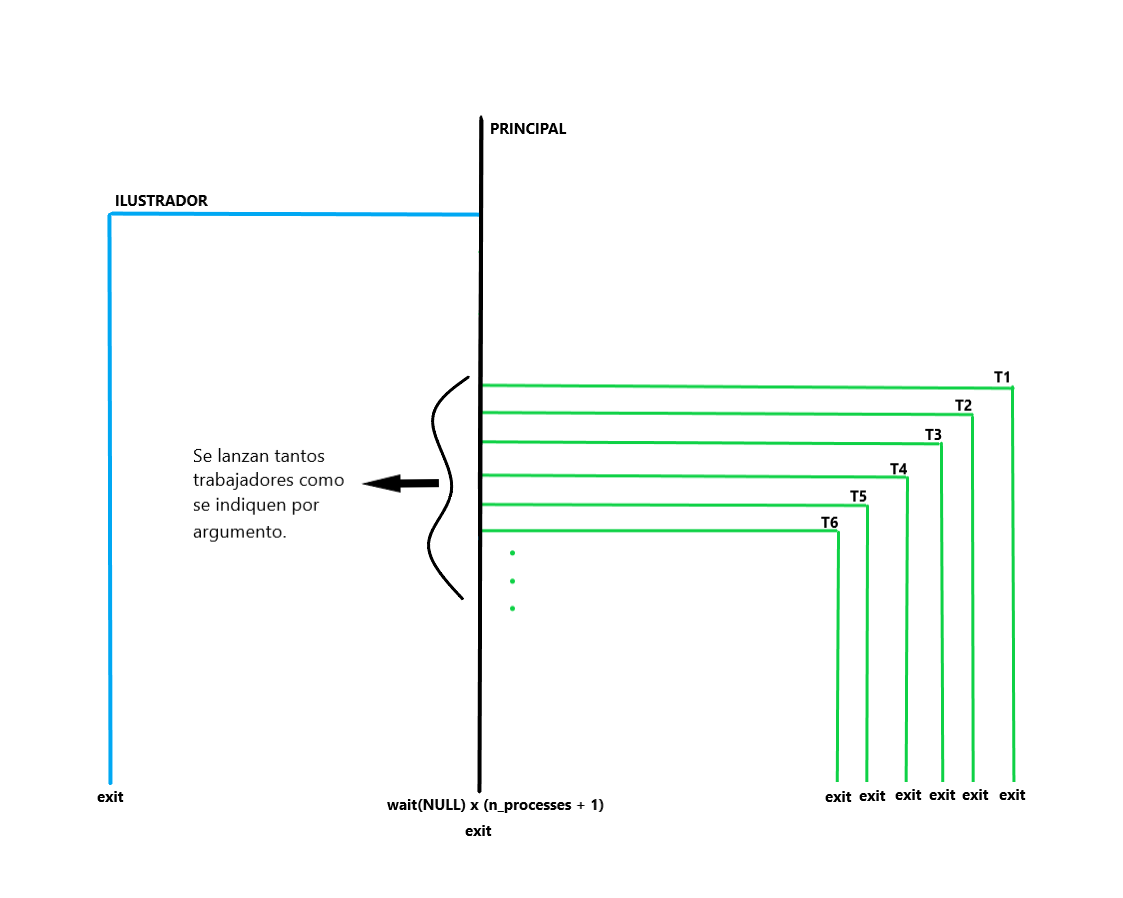 PRINCIPAL
ILUSTRADOR
T1
T2
T3
Se lanzan tantos
trabajadores como
se indiquen por
argumento.
T4
T5
T6
exit
wait(NULL) x (n_processes + 1)
exit
exit
exit
exit
exit
exit
exit
exit